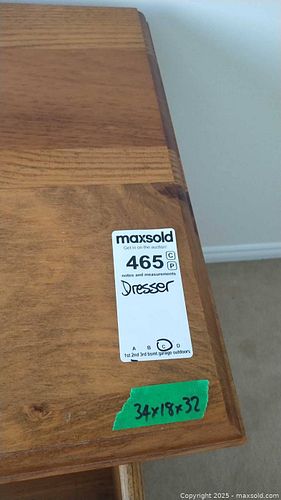 maxsold
Get in on the auction
465 C
P
notes and measurements
Dresser
A B C D
1st 2nd 3rd bsmt garage outdoors
34x18x32
Copyright 2025 - maxsold.com